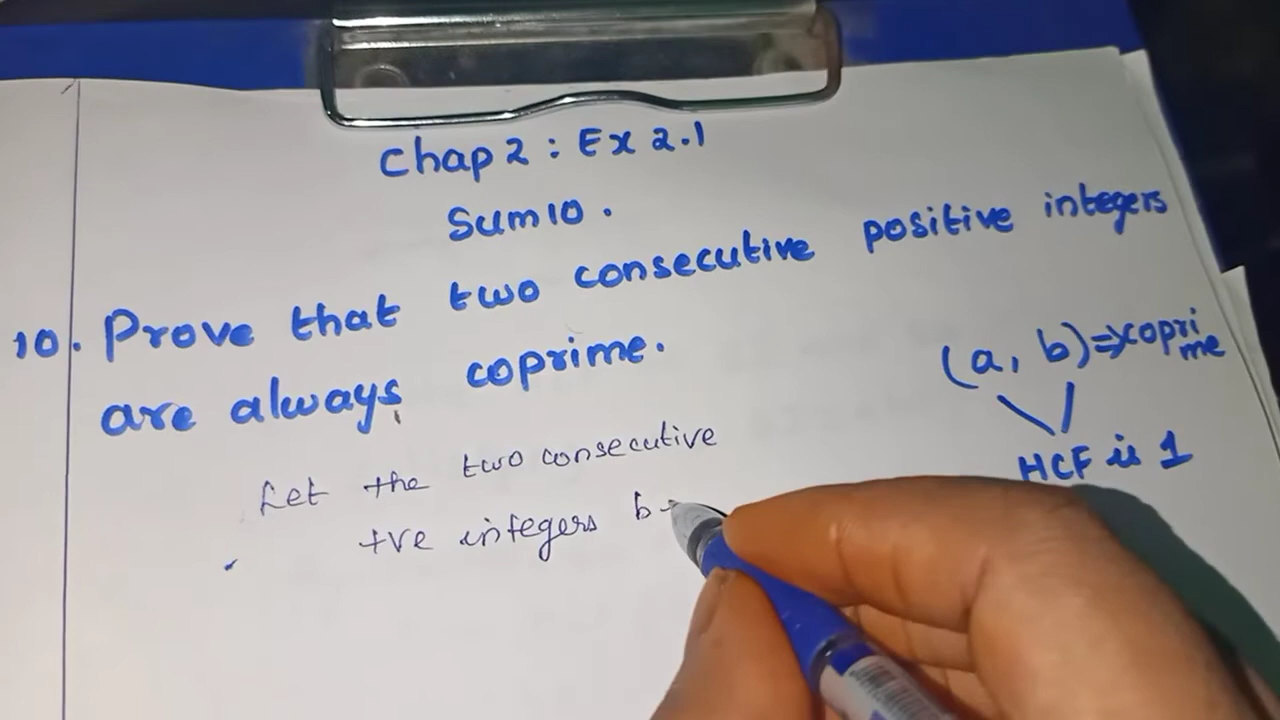 Chap 2 : Ex 2.1
Sum 10.
10. Prove that two consecutive positive integers
are always coprime.
(a, b) => coprime
HCF is 1
Let the two consecutive
+ve integers be